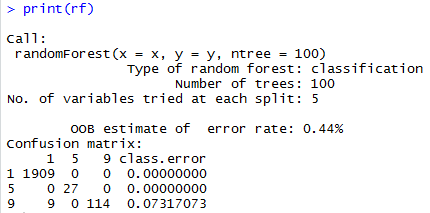 > print(rf)
Call:
randomForest(x = x, y = y, ntree = 100)
Type of random forest: classification
Number of trees: 100
No. of variables tried at each split: 5
OOB estimate of  error rate: 0.44%
Confusion matrix:
1  5   9 class.error
1 1909  0   0  0.00000000
5    0 27   0  0.00000000
9    9  0 114  0.07317073